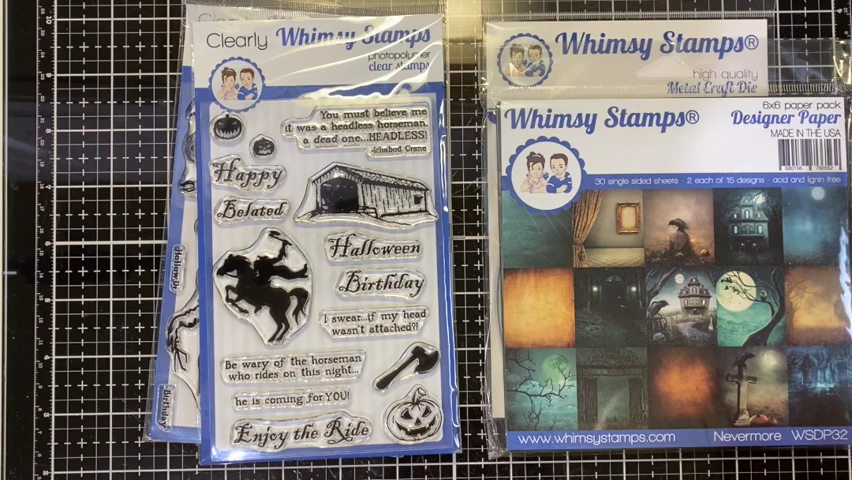 Clearly Whimsy Stamps
photopolymer
clear stamps
You must believe me
it was a headless horseman,
a dead one...HEADLESS!
-Ichabod Crane
Happy
Belated
Halloween
Birthday
I swear...if my head
wasn't attached?!
Be wary of the horseman
who rides on this night...
he is coming for YOU!
Enjoy the Ride
Birthday
Whimsy Stamps®
high quality
Metal Craft Die
6x6 paper pack
Whimsy Stamps®
Designer Paper
MADE IN THE USA
30 single sided sheets - 2 each of 15 designs - acid and lignin free
www.whimsystamps.com
Nevermore WSDP32